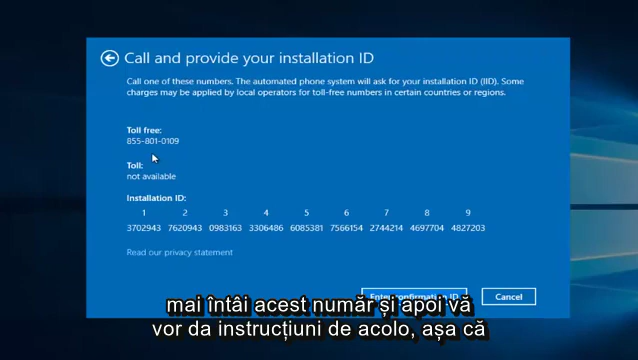 Call and provide your installation ID
Call one of these numbers. The automated phone system will ask for your installation ID (IID). Some
charges may be applied by local operators for toll-free numbers in certain countries or regions.
Toll free:
855-801-0109
Toll:
not available
Installation ID:
1 2 3 4 5 6 7 8 9
3702943 7620943 0983163 3306486 6085381 7566154 2744214 4697704 4827203
Read our privacy statement
Enter confirmation ID Cancel
mai întâi acest număr și apoi vă
vor da instrucțiuni de acolo, așa că